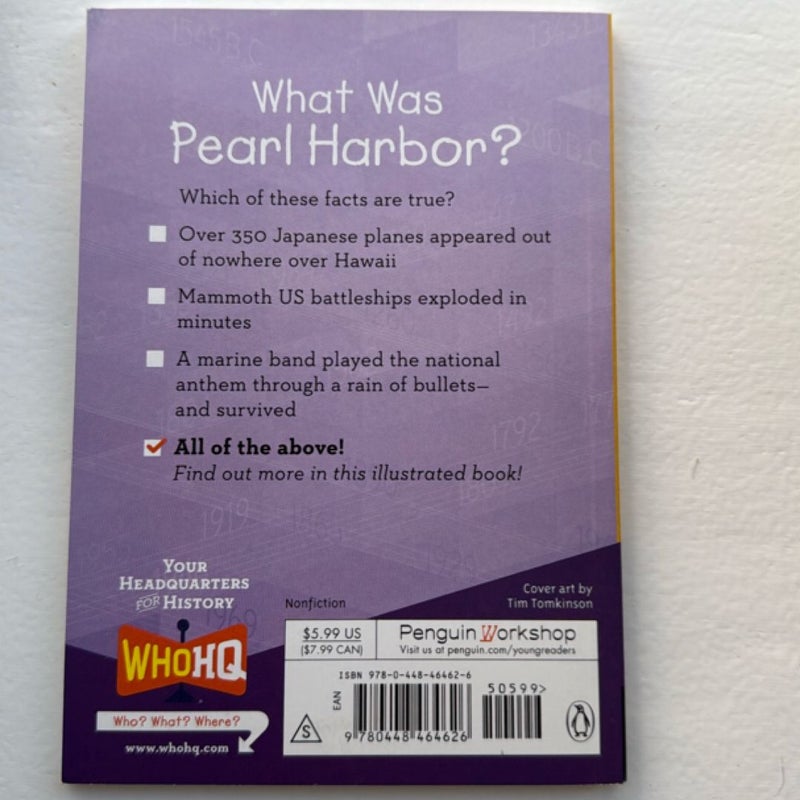 1345 B.C.
What Was
Pearl Harbor?
Which of these facts are true?
Over 350 Japanese planes appeared out
of nowhere over Hawaii
Mammoth US battleships exploded in
minutes
A marine band played the national
anthem through a rain of bullets—
and survived
All of the above!
Find out more in this illustrated book!
1792
1919
1969
YOUR
HEADQUARTERS
FOR HISTORY
WHOHQ
Who? What? Where?
www.whohq.com
Nonfiction
Cover art by
Tim Tomkinson
$5.99 US
($7.99 CAN)
Penguin Workshop
Visit us at penguin.com/youngreaders
ISBN 978-0-448-46462-6
EAN
50599>
S
9 780448 464626